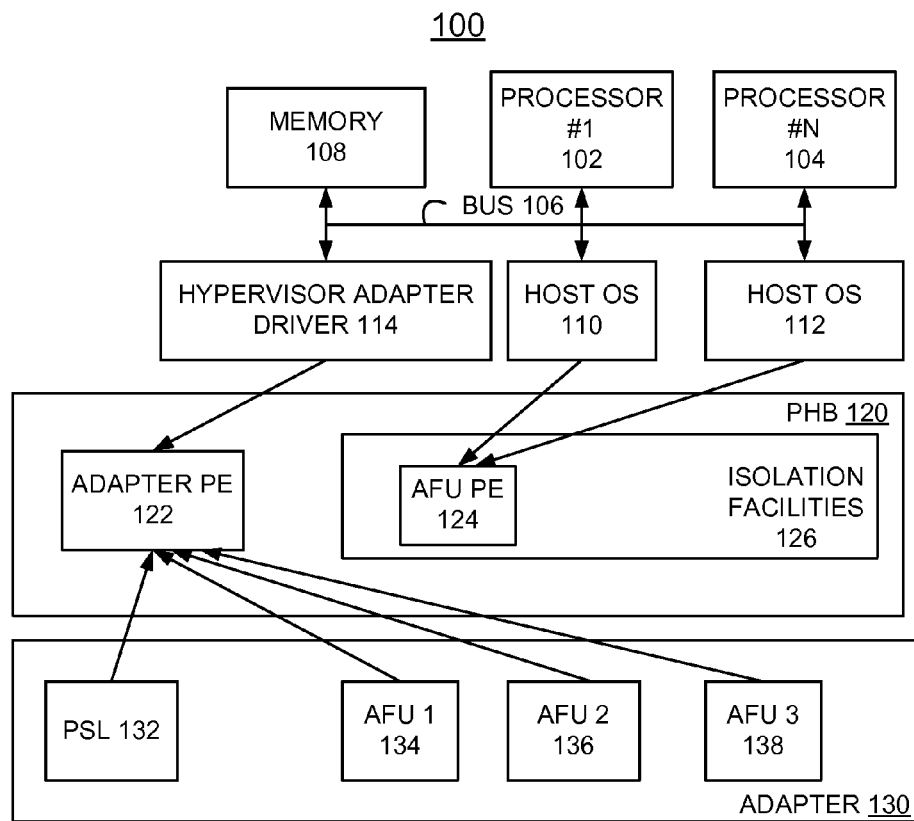 100
MEMORY
108
PROCESSOR
#1
102
PROCESSOR
#N
104
BUS 106
HYPERVISOR ADAPTER
DRIVER 114
HOST OS
110
HOST OS
112
PHB 120
ADAPTER PE
122
AFU PE
124
ISOLATION
FACILITIES
126
PSL 132
AFU 1
134
AFU 2
136
AFU 3
138
ADAPTER 130